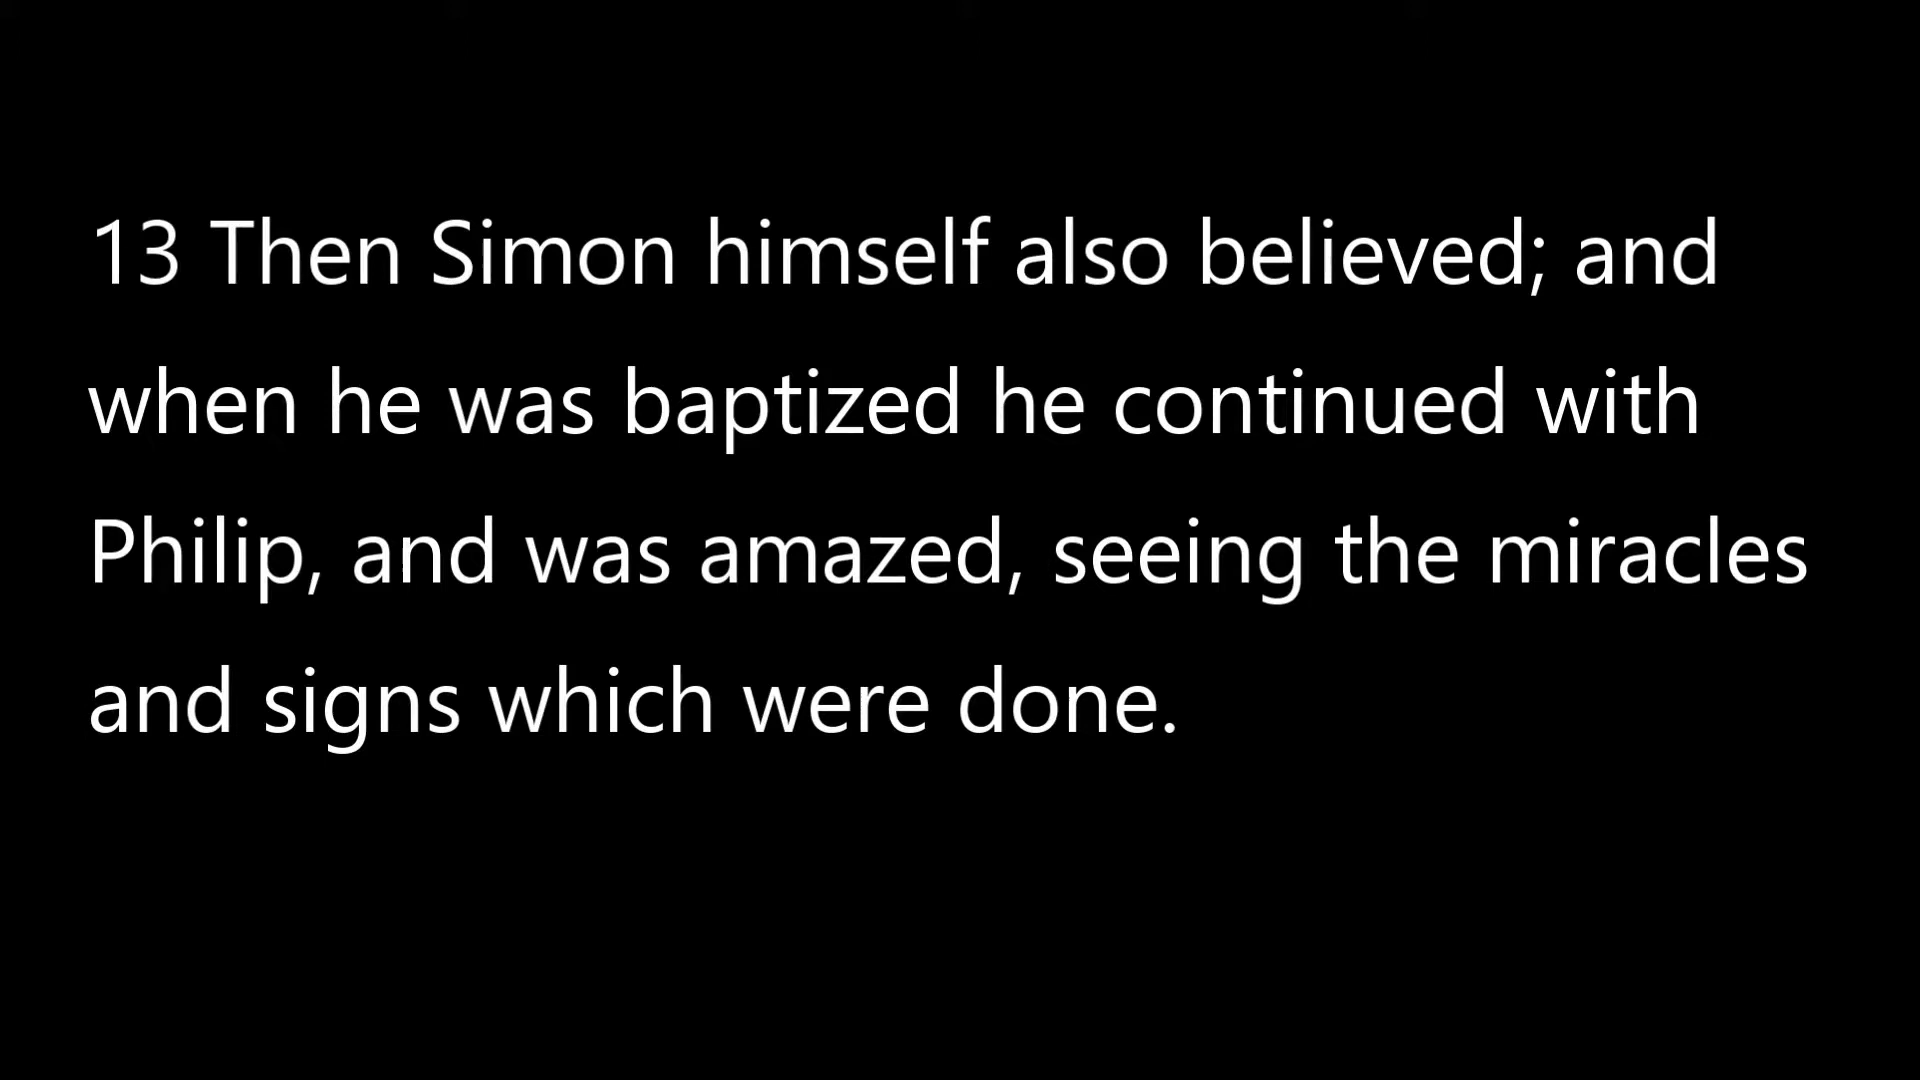 13 Then Simon himself also believed; and
when he was baptized he continued with
Philip, and was amazed, seeing the miracles
and signs which were done.